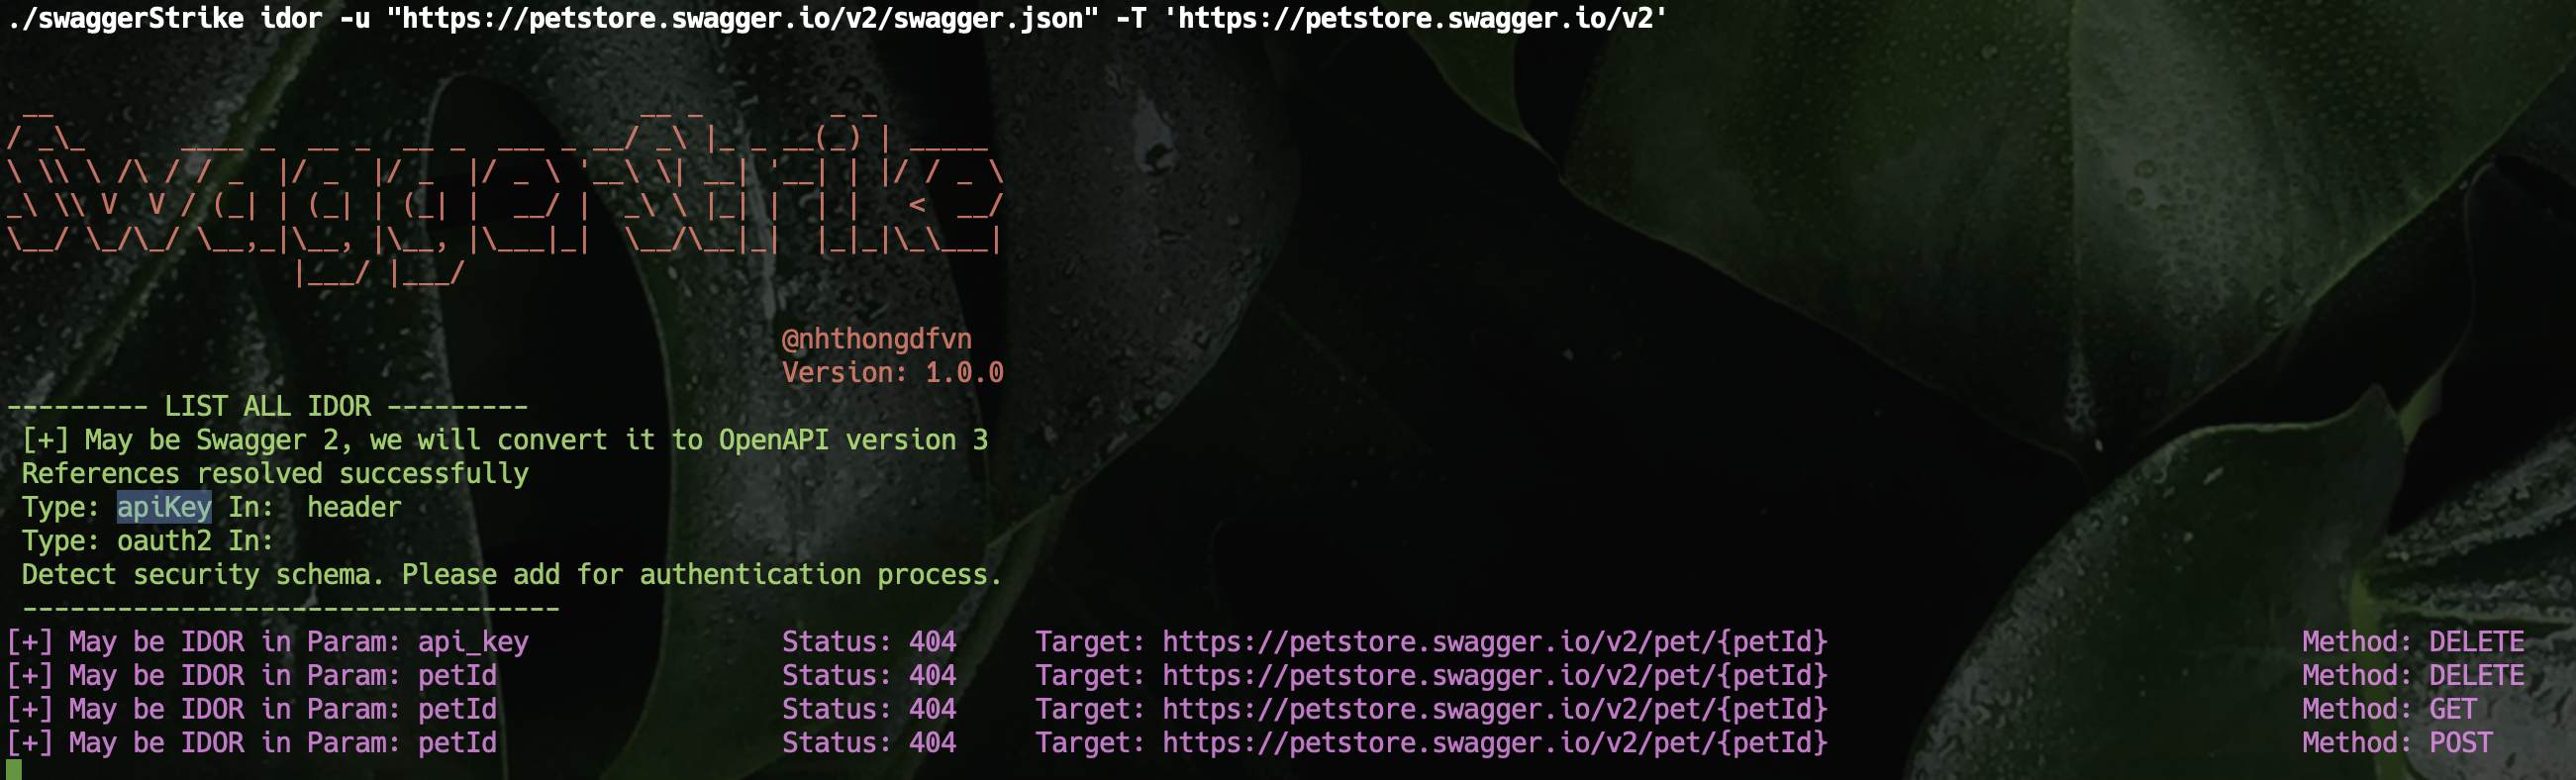 ./swaggerStrike idor -u "https://petstore.swagger.io/v2/swagger.json" -T 'https://petstore.swagger.io/v2'
SwaggerStrike
@nhthongdfvn
Version: 1.0.0
--------- LIST ALL IDOR ---------
[+] May be Swagger 2, we will convert it to OpenAPI version 3
References resolved successfully
Type: apiKey In:  header
Type: oauth2 In:
Detect security schema. Please add for authentication process.
----------------------------------
[+] May be IDOR in Param: api_key Status: 404 Target: https://petstore.swagger.io/v2/pet/{petId} Method: DELETE
[+] May be IDOR in Param: petId Status: 404 Target: https://petstore.swagger.io/v2/pet/{petId} Method: DELETE
[+] May be IDOR in Param: petId Status: 404 Target: https://petstore.swagger.io/v2/pet/{petId} Method: GET
[+] May be IDOR in Param: petId Status: 404 Target: https://petstore.swagger.io/v2/pet/{petId} Method: POST